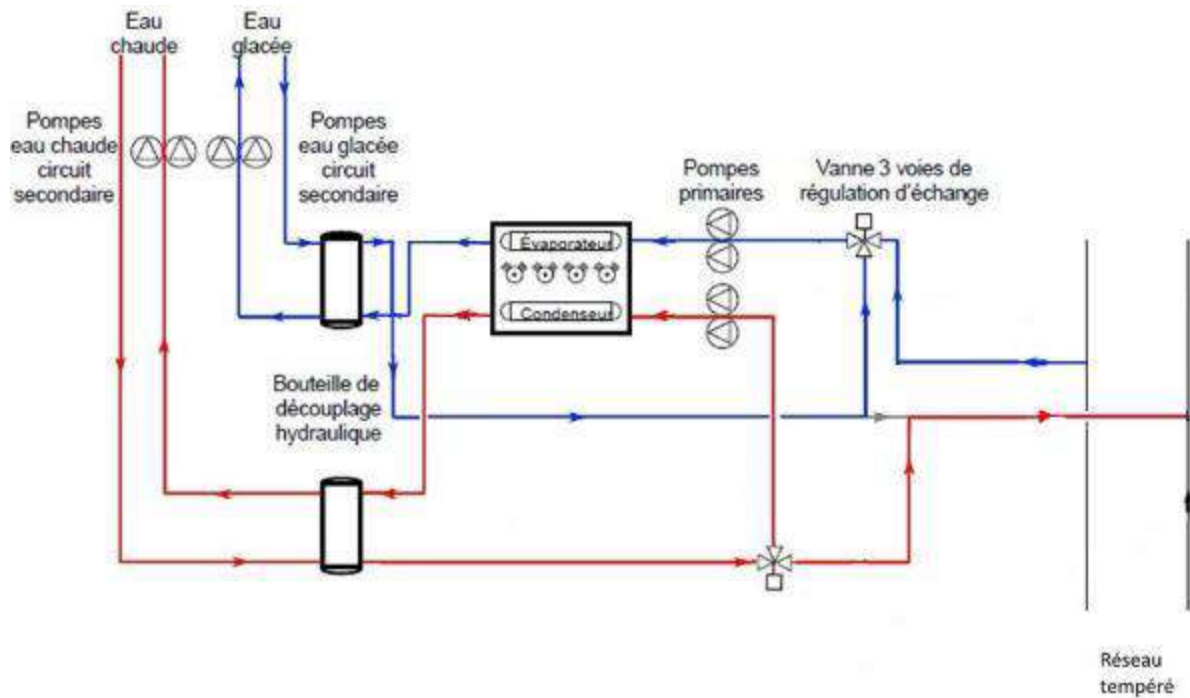 Eau
chaude
Eau
glacée
Pompes
eau chaude
circuit
secondaire
Pompes
eau glacée
circuit
secondaire
Pompes
primaires
Vanne 3 voies de
régulation d'échange
Évaporateur
Condenseur
Bouteille de
découplage
hydraulique
Réseau
tempéré